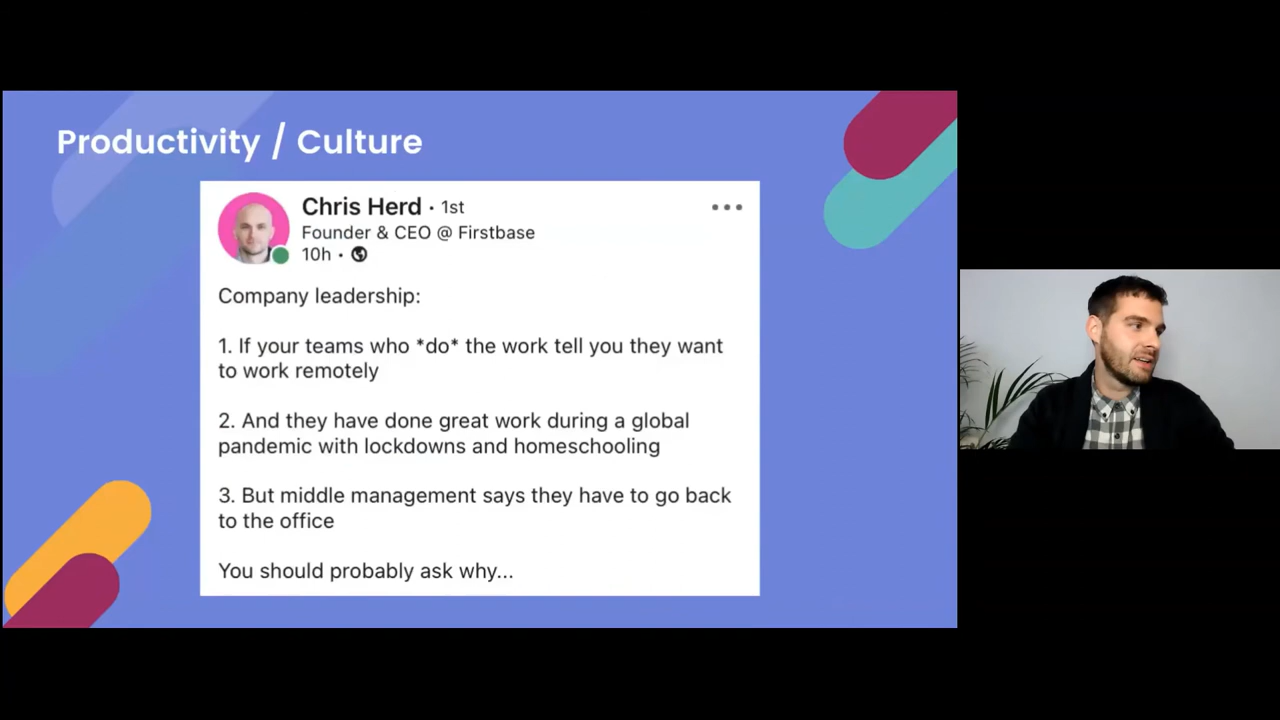 Productivity / Culture
Chris Herd · 1st
Founder & CEO @ Firstbase
10h ·
Company leadership:
1. If your teams who *do* the work tell you they want
to work remotely
2. And they have done great work during a global
pandemic with lockdowns and homeschooling
3. But middle management says they have to go back
to the office
You should probably ask why...